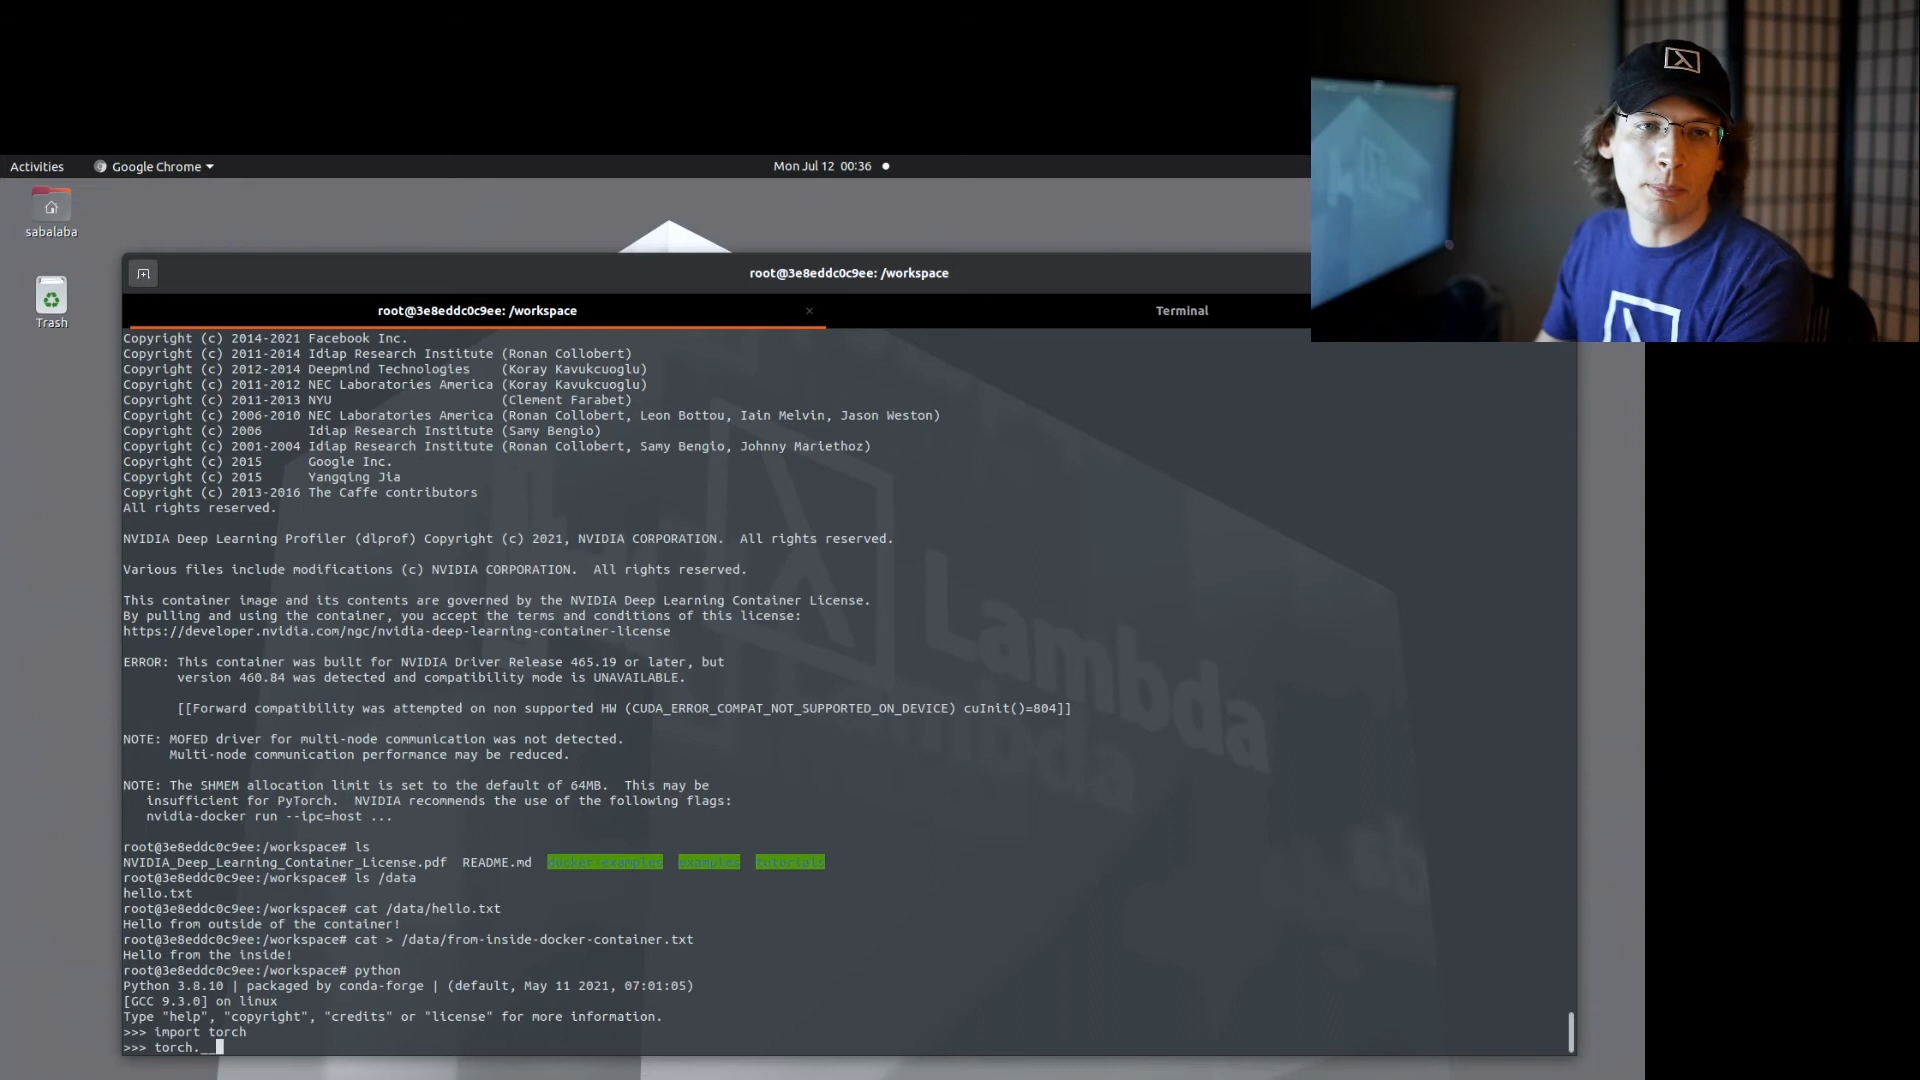 Activities
Google Chrome
Mon Jul 12 00:36
sabalaba
Trash
root@3e8eddc0c9ee: /workspace
root@3e8eddc0c9ee: /workspace
Terminal
Copyright (c) 2014-2021 Facebook Inc.
Copyright (c) 2011-2014 Idiap Research Institute (Ronan Collobert)
Copyright (c) 2012-2014 Deepmind Technologies    (Koray Kavukcuoglu)
Copyright (c) 2011-2012 NEC Laboratories America (Koray Kavukcuoglu)
Copyright (c) 2011-2013 NYU                      (Clement Farabet)
Copyright (c) 2006-2010 NEC Laboratories America (Ronan Collobert, Leon Bottou, Iain Melvin, Jason Weston)
Copyright (c) 2006      Idiap Research Institute (Samy Bengio)
Copyright (c) 2001-2004 Idiap Research Institute (Ronan Collobert, Samy Bengio, Johnny Mariethoz)
Copyright (c) 2015      Google Inc.
Copyright (c) 2015      Yangqing Jia
Copyright (c) 2013-2016 The Caffe contributors
All rights reserved.
NVIDIA Deep Learning Profiler (dlprof) Copyright (c) 2021, NVIDIA CORPORATION.  All rights reserved.
Various files include modifications (c) NVIDIA CORPORATION.  All rights reserved.
This container image and its contents are governed by the NVIDIA Deep Learning Container License.
By pulling and using the container, you accept the terms and conditions of this license:
https://developer.nvidia.com/ngc/nvidia-deep-learning-container-license
ERROR: This container was built for NVIDIA Driver Release 465.19 or later, but
version 460.84 was detected and compatibility mode is UNAVAILABLE.
[[Forward compatibility was attempted on non supported HW (CUDA_ERROR_COMPAT_NOT_SUPPORTED_ON_DEVICE) cuInit()=804]]
NOTE: MOFED driver for multi-node communication was not detected.
Multi-node communication performance may be reduced.
NOTE: The SHMEM allocation limit is set to the default of 64MB.  This may be
insufficient for PyTorch.  NVIDIA recommends the use of the following flags:
nvidia-docker run --ipc=host ...
root@3e8eddc0c9ee:/workspace# ls
NVIDIA_Deep_Learning_Container_License.pdf  README.md  docker-examples  examples  tutorials
root@3e8eddc0c9ee:/workspace# ls /data
hello.txt
root@3e8eddc0c9ee:/workspace# cat /data/hello.txt
Hello from outside of the container!
root@3e8eddc0c9ee:/workspace# cat > /data/from-inside-docker-container.txt
Hello from the inside!
root@3e8eddc0c9ee:/workspace# python
Python 3.8.10 | packaged by conda-forge | (default, May 11 2021, 07:01:05)
[GCC 9.3.0] on linux
Type "help", "copyright", "credits" or "license" for more information.
>>> import torch
>>> torch.__
Lambda